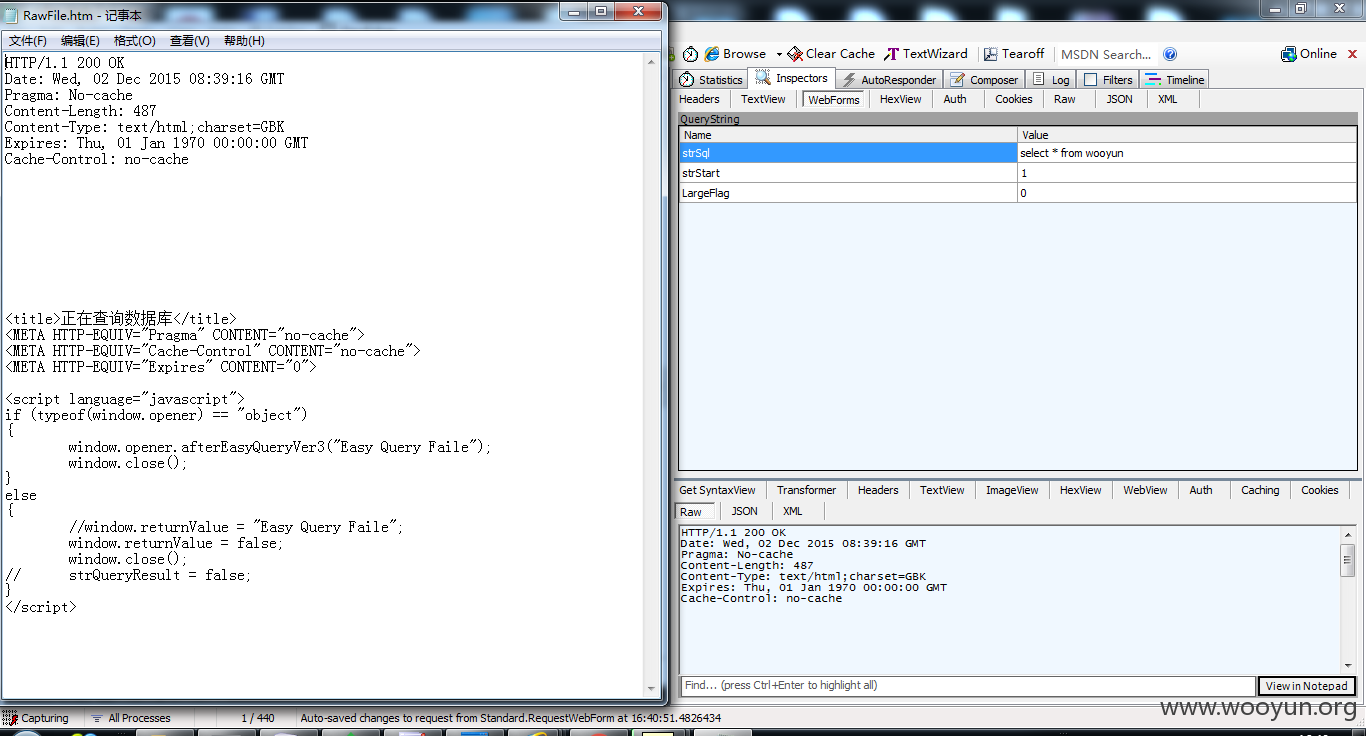 RawFile.htm - 记事本
文件(F) 编辑(E) 格式(O) 查看(V) 帮助(H)
HTTP/1.1 200 OK
Date: Wed, 02 Dec 2015 08:39:16 GMT
Pragma: No-cache
Content-Length: 487
Content-Type: text/html;charset=GBK
Expires: Thu, 01 Jan 1970 00:00:00 GMT
Cache-Control: no-cache
<title>正在查询数据库</title>
<META HTTP-EQUIV="Pragma" CONTENT="no-cache">
<META HTTP-EQUIV="Cache-Control" CONTENT="no-cache">
<META HTTP-EQUIV="Expires" CONTENT="0">
<script language="javascript">
if (typeof(window.opener) == "object")
{
window.opener.afterEasyQueryVer3("Easy Query Faile");
window.close();
}
else
{
//window.returnValue = "Easy Query Faile";
window.returnValue = false;
window.close();
// strQueryResult = false;
}
</script>
Browse Clear Cache TextWizard Tearoff MSDN Search... Online
Statistics Inspectors AutoResponder Composer Log Filters Timeline
Headers TextView WebForms HexView Auth Cookies Raw JSON XML
QueryString
Name Value
strSql select * from wooyun
strStart 1
LargeFlag 0
Get SyntaxView Transformer Headers TextView ImageView HexView WebView Auth Caching Cookies
Raw JSON XML
HTTP/1.1 200 OK
Date: Wed, 02 Dec 2015 08:39:16 GMT
Pragma: No-cache
Content-Length: 487
Content-Type: text/html;charset=GBK
Expires: Thu, 01 Jan 1970 00:00:00 GMT
Cache-Control: no-cache
Find... (press Ctrl+Enter to highlight all) View in Notepad
Capturing All Processes 1 / 440 Auto-saved changes to request from Standard.RequestWebForm at 16:40:51.4826434
www.wooyun.org